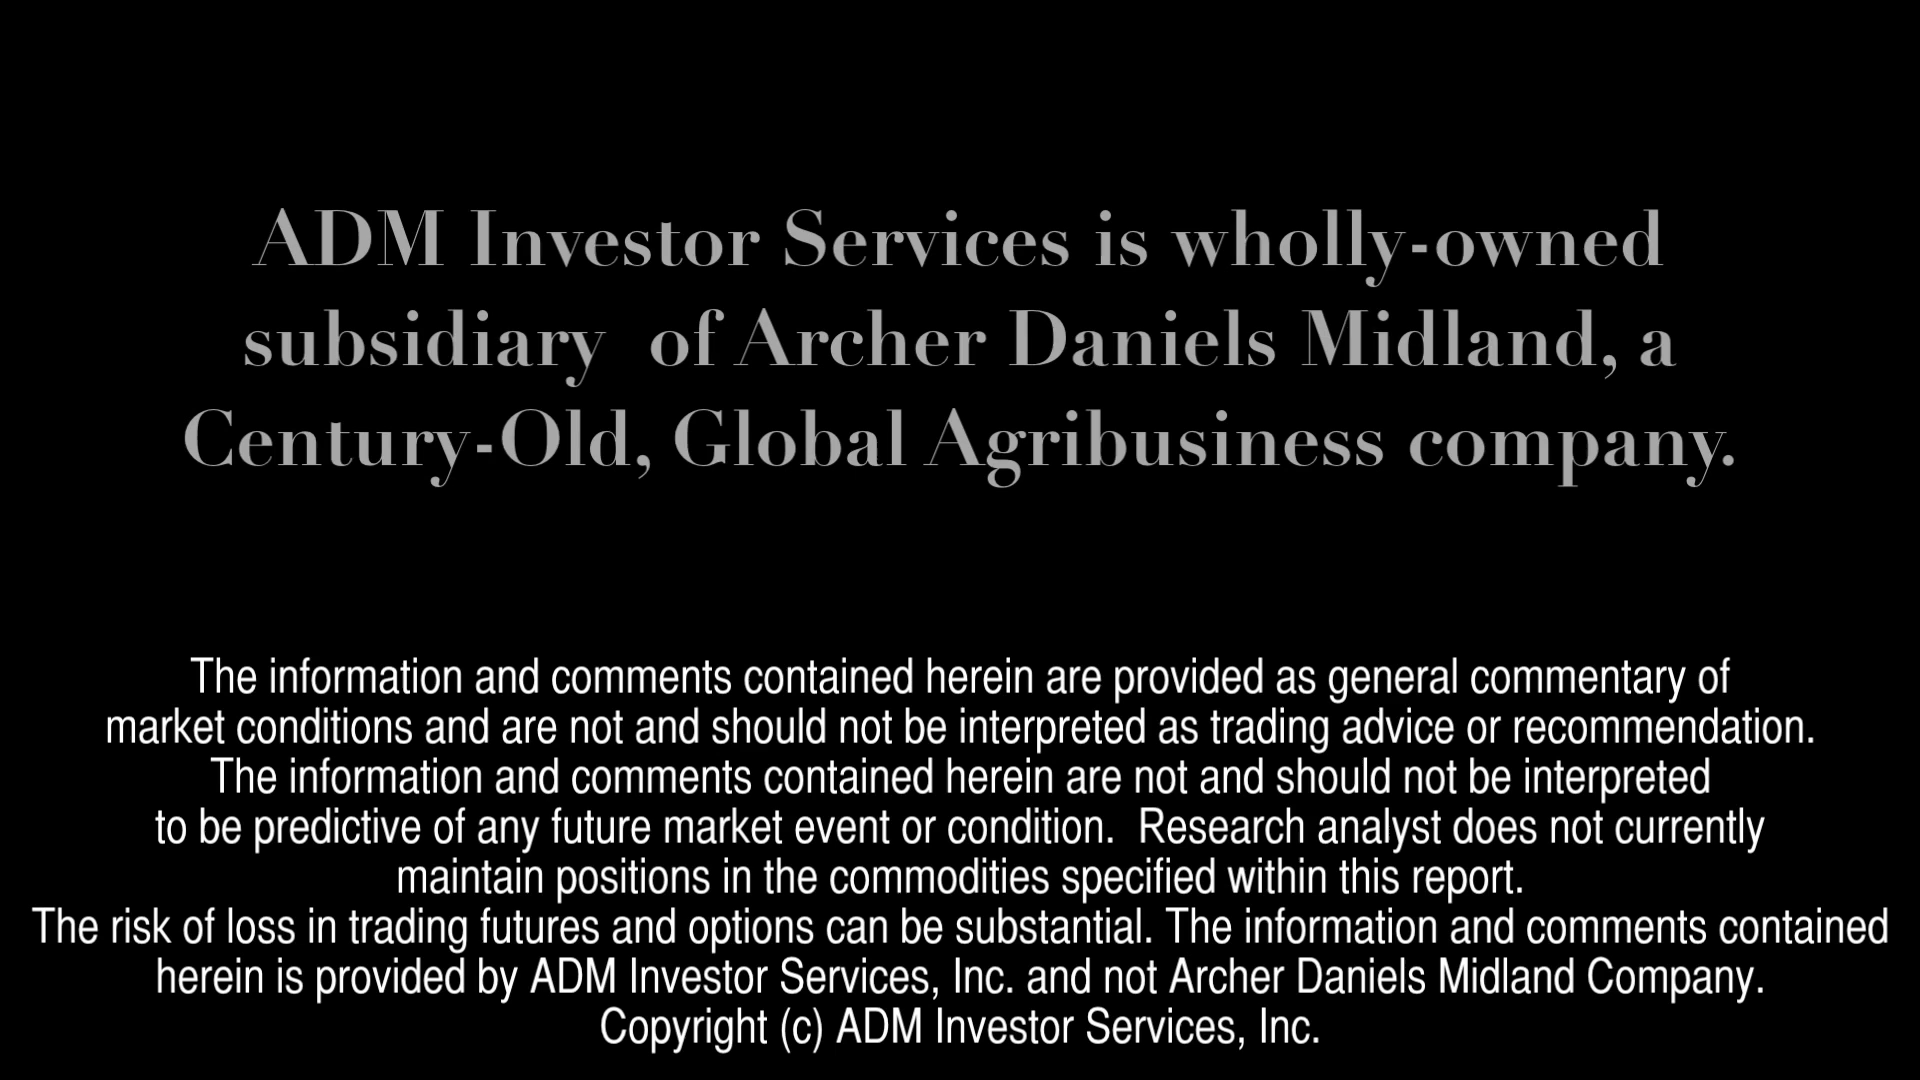 ADM Investor Services is wholly-owned
subsidiary  of Archer Daniels Midland, a
Century-Old, Global Agribusiness company.
The information and comments contained herein are provided as general commentary of
market conditions and are not and should not be interpreted as trading advice or recommendation.
The information and comments contained herein are not and should not be interpreted
to be predictive of any future market event or condition.  Research analyst does not currently
maintain positions in the commodities specified within this report.
The risk of loss in trading futures and options can be substantial. The information and comments contained
herein is provided by ADM Investor Services, Inc. and not Archer Daniels Midland Company.
Copyright (c) ADM Investor Services, Inc.